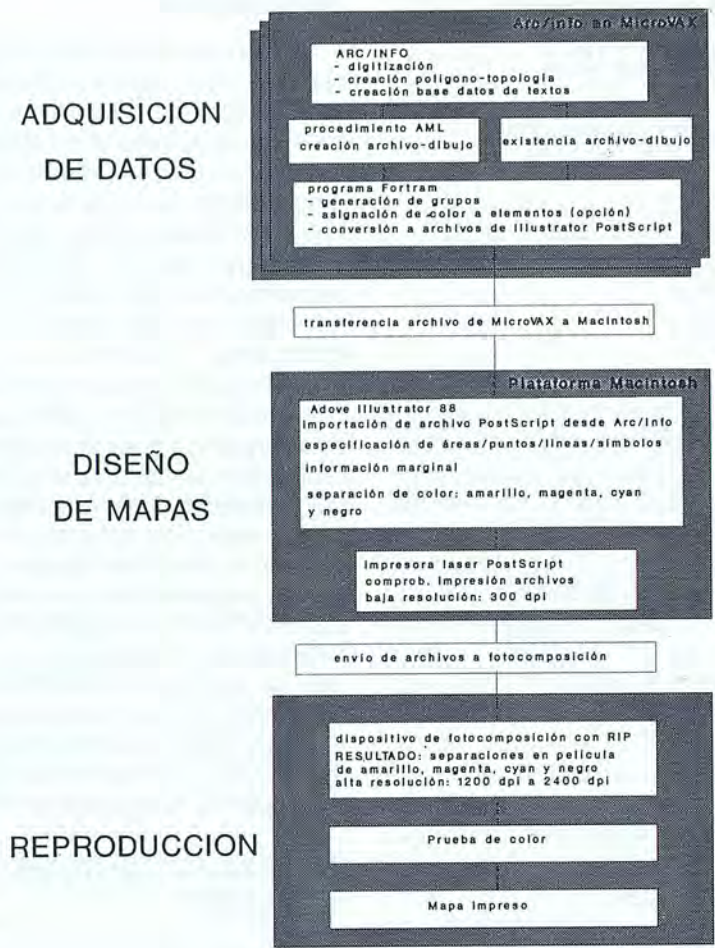 Arc/info en MicroVAX
ARC/INFO
- digitización
- creación polígono-topología
- creación base datos de textos
ADQUISICION
DE DATOS
procedimiento AML
creación archivo-dibujo
existencia archivo-dibujo
programa Fortram
- generación de grupos
- asignación de color a elementos (opción)
- conversión a archivos de Illustrator PostScript
transferencia archivo de MicroVAX a Macintosh
Plataforma Macintosh
Adove Illustrator 88
importación de archivo PostScript desde Arc/Info
especificación de áreas/puntos/líneas/símbolos
información marginal
separación de color: amarillo, magenta, cyan
y negro
DISEÑO
DE MAPAS
impresora laser PostScript
comprob. impresión archivos
baja resolución: 300 dpi
envío de archivos a fotocomposición
dispositivo de fotocomposición con RIP
RESULTADO: separaciones en película
de amarillo, magenta, cyan y negro
alta resolución: 1200 dpi a 2400 dpi
REPRODUCCION
Prueba de color
Mapa impreso